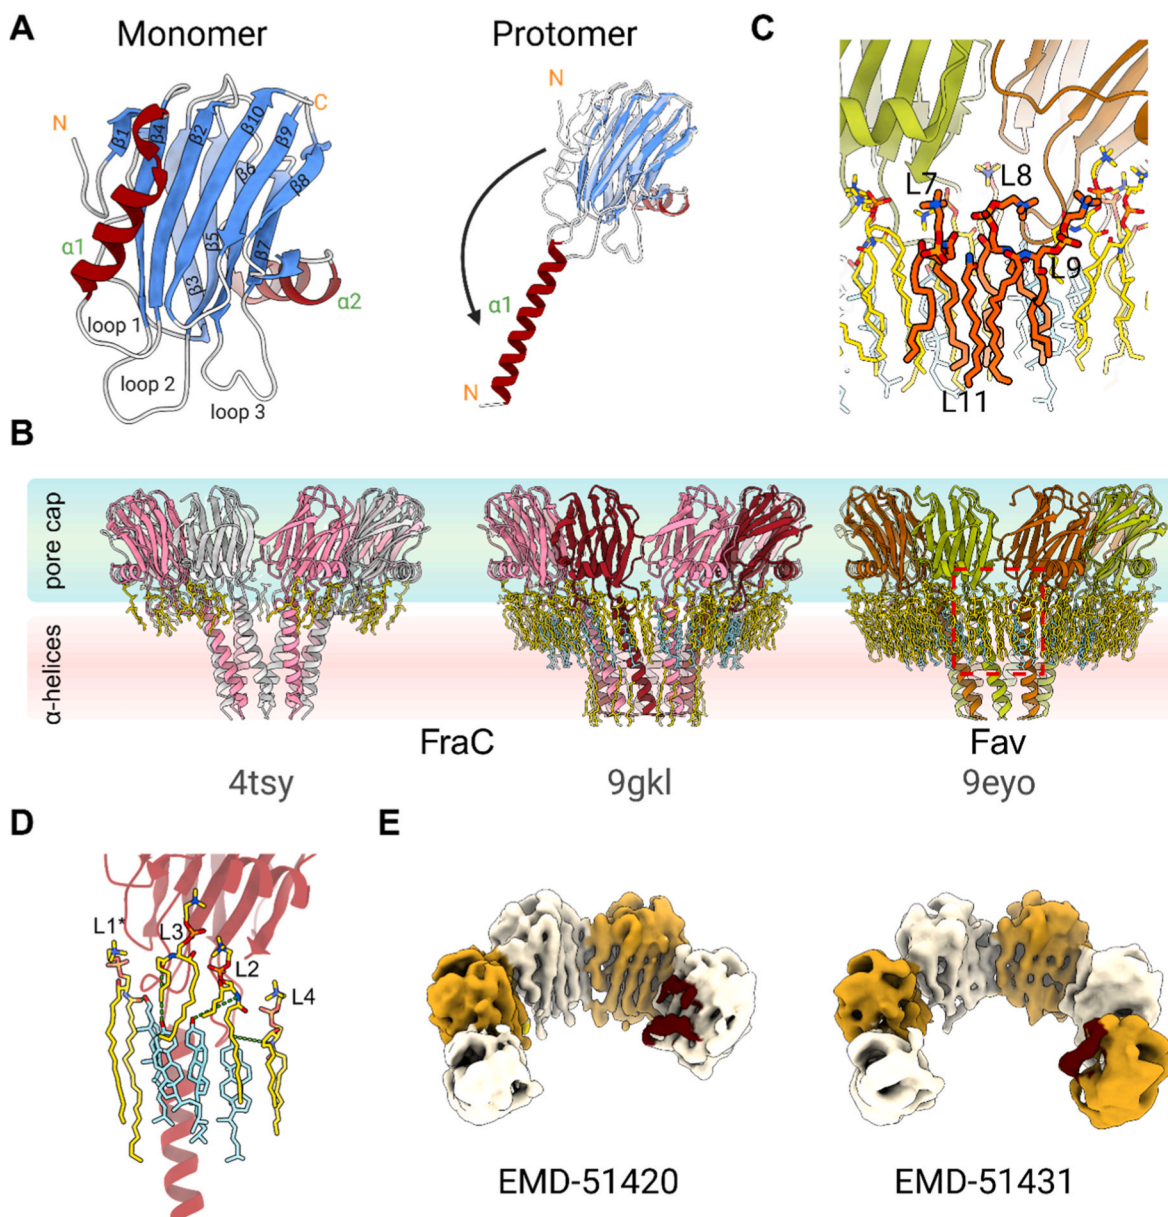 A
Monomer
N
C
β1
β4
β2
β10
β9
β6
β8
β5
β7
β3
α1
α2
loop 1
loop 2
loop 3
Protomer
N
α1
N
C
L7
L8
L9
L11
B
pore cap
α-helices
FraC
Fav
4tsy
9gkl
9eyo
D
L1*
L3
L2
L4
E
EMD-51420
EMD-51431